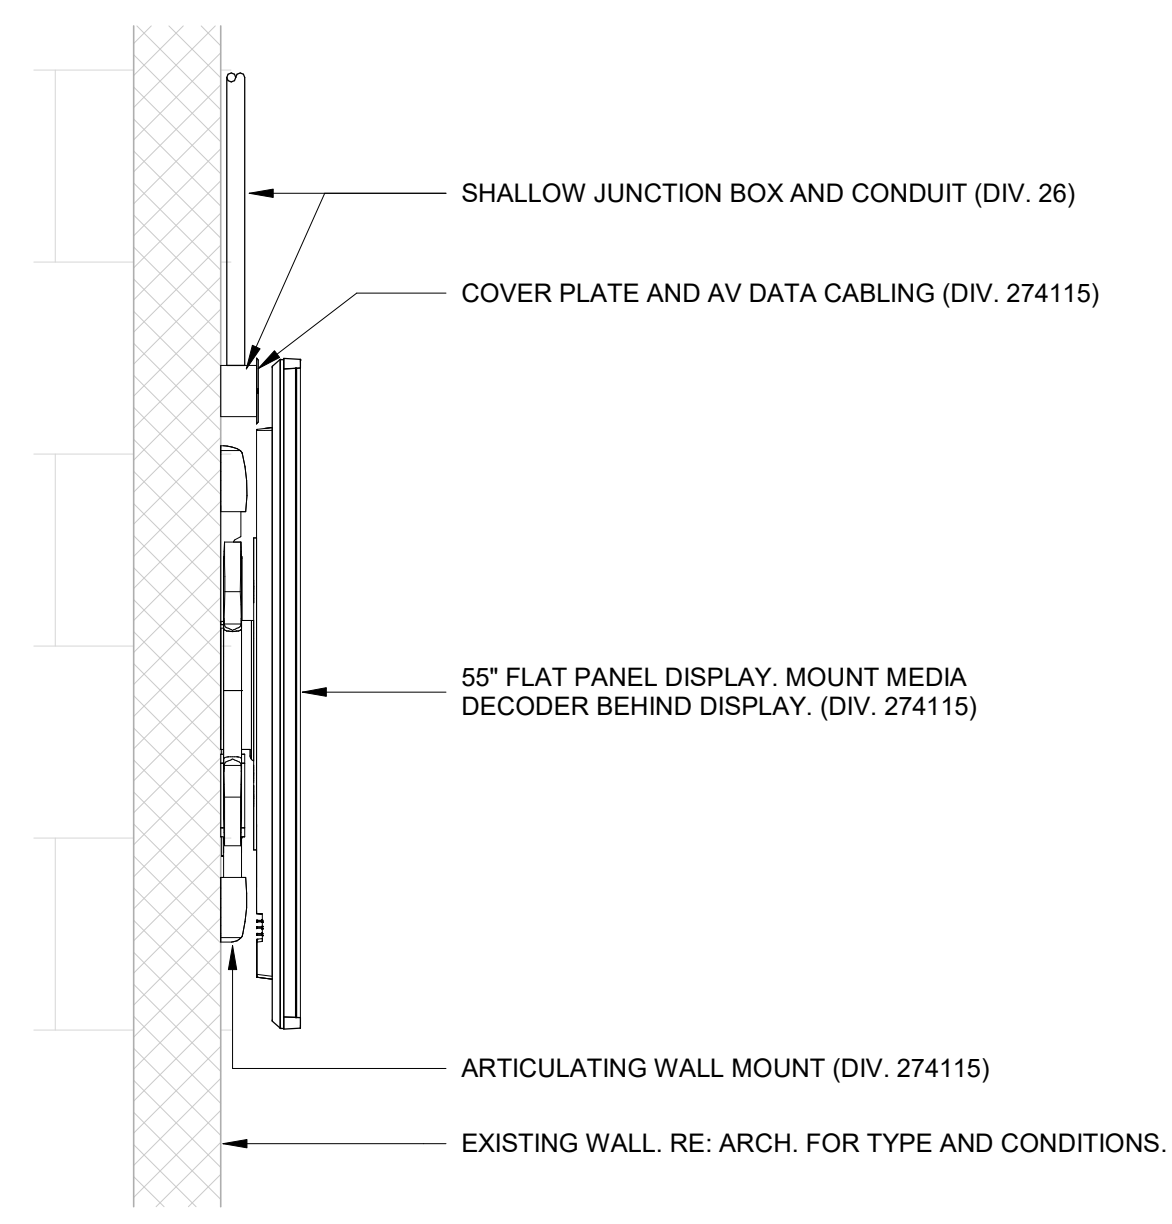 SHALLOW JUNCTION BOX AND CONDUIT (DIV. 26)
COVER PLATE AND AV DATA CABLING (DIV. 274115)
55" FLAT PANEL DISPLAY. MOUNT MEDIA
DECODER BEHIND DISPLAY. (DIV. 274115)
ARTICULATING WALL MOUNT (DIV. 274115)
EXISTING WALL. RE: ARCH. FOR TYPE AND CONDITIONS.